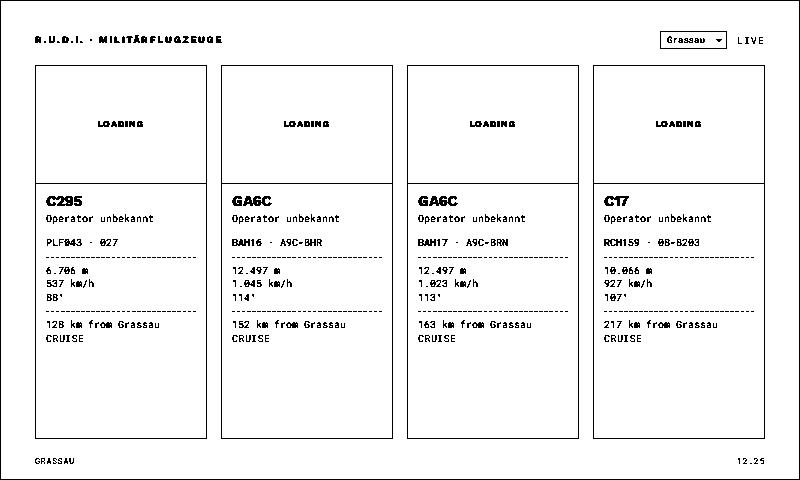 R.U.D.I. · MILITÄRFLUGZEUGE
Grassau
LIVE
LOADING
C295
Operator unbekannt
PLF043 · 027
6.706 m
537 km/h
88°
128 km from Grassau
CRUISE
LOADING
GA6C
Operator unbekannt
BAH16 · A9C-BHR
12.497 m
1.045 km/h
114°
152 km from Grassau
CRUISE
LOADING
GA6C
Operator unbekannt
BAH17 · A9C-BRN
12.497 m
1.023 km/h
113°
163 km from Grassau
CRUISE
LOADING
C17
Operator unbekannt
RCH159 · 08-8203
10.066 m
927 km/h
107°
217 km from Grassau
CRUISE
GRASSAU
12.25